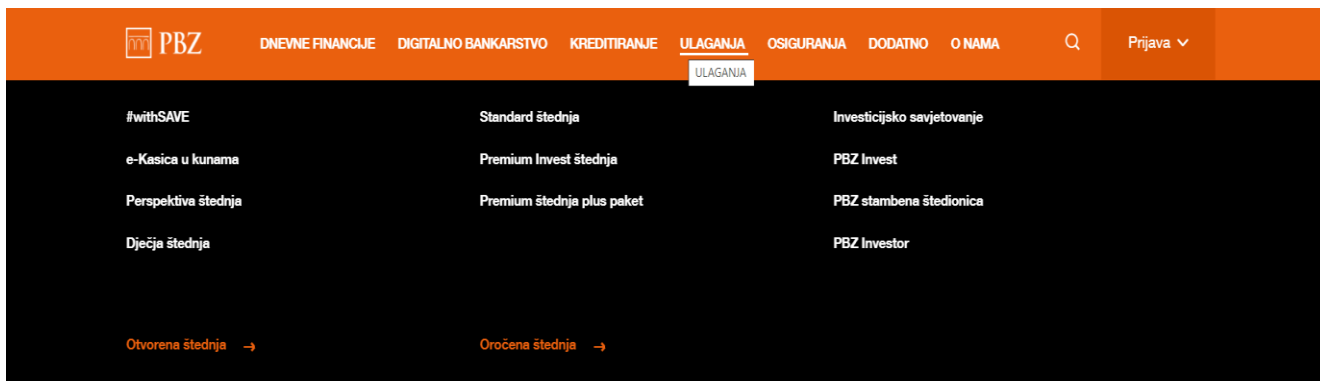 PBZ DNEVNE FINANCIJE DIGITALNO BANKARSTVO KREDITIRANJE ULAGANJA OSIGURANJA DODATNO O NAMA Prijava
ULAGANJA
#withSAVE Standard štednja Investicijsko savjetovanje
e-Kasica u kunama Premium Invest štednja PBZ Invest
Perspektiva štednja Premium štednja plus paket PBZ stambena štedionica
Dječja štednja PBZ Investor
Otvorena štednja → Oročena štednja →